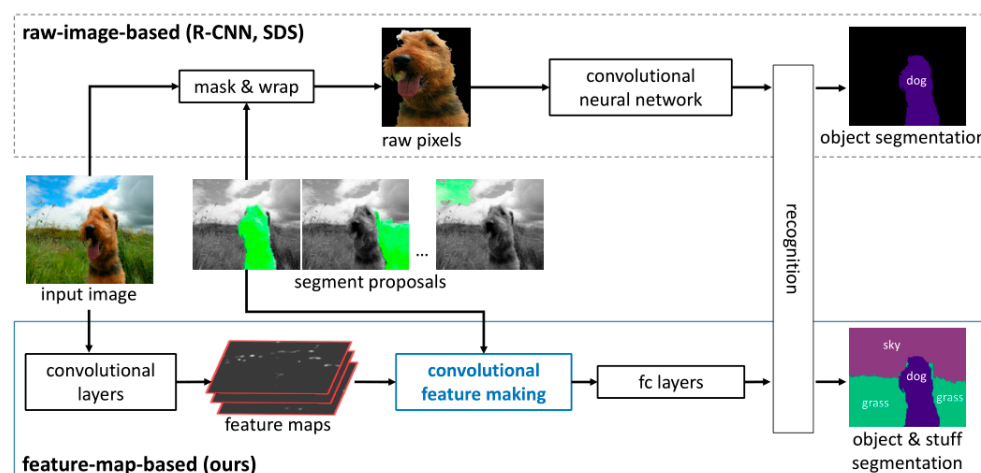 raw-image-based (R-CNN, SDS)
mask & wrap
raw pixels
convolutional
neural network
dog
object segmentation
input image
segment proposals
...
recognition
convolutional
layers
feature maps
convolutional
feature making
fc layers
sky
dog
grass
grass
object & stuff
segmentation
feature-map-based (ours)